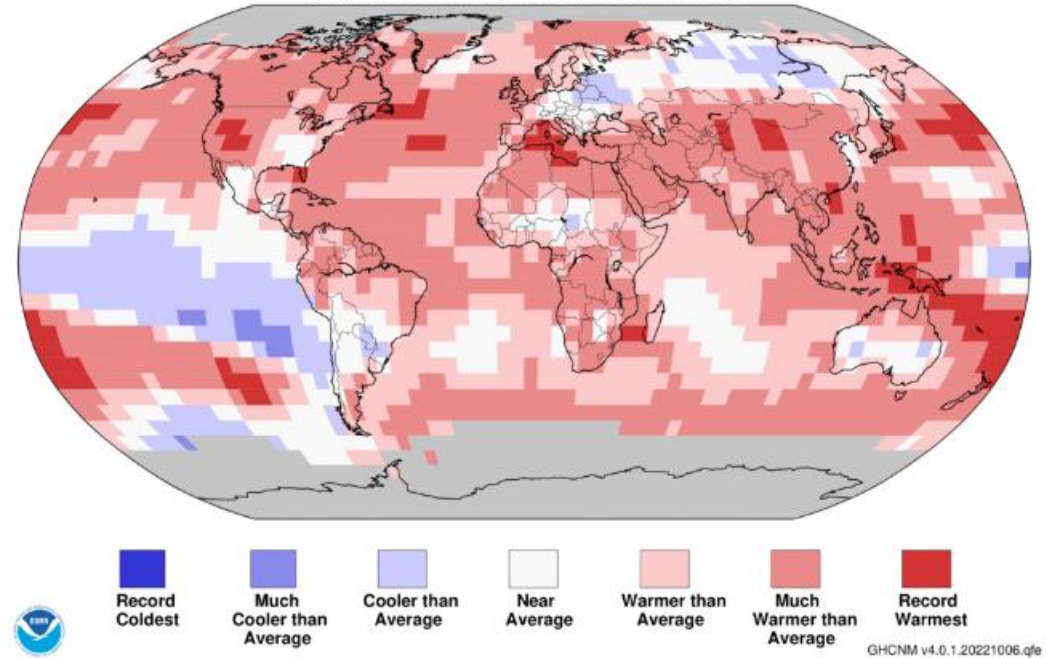 Record
Coldest
Much
Cooler than
Average
Cooler than
Average
Near
Average
Warmer than
Average
Much
Warmer than
Average
Record
Warmest
GHCNM v4.0.1.20221006.qfe